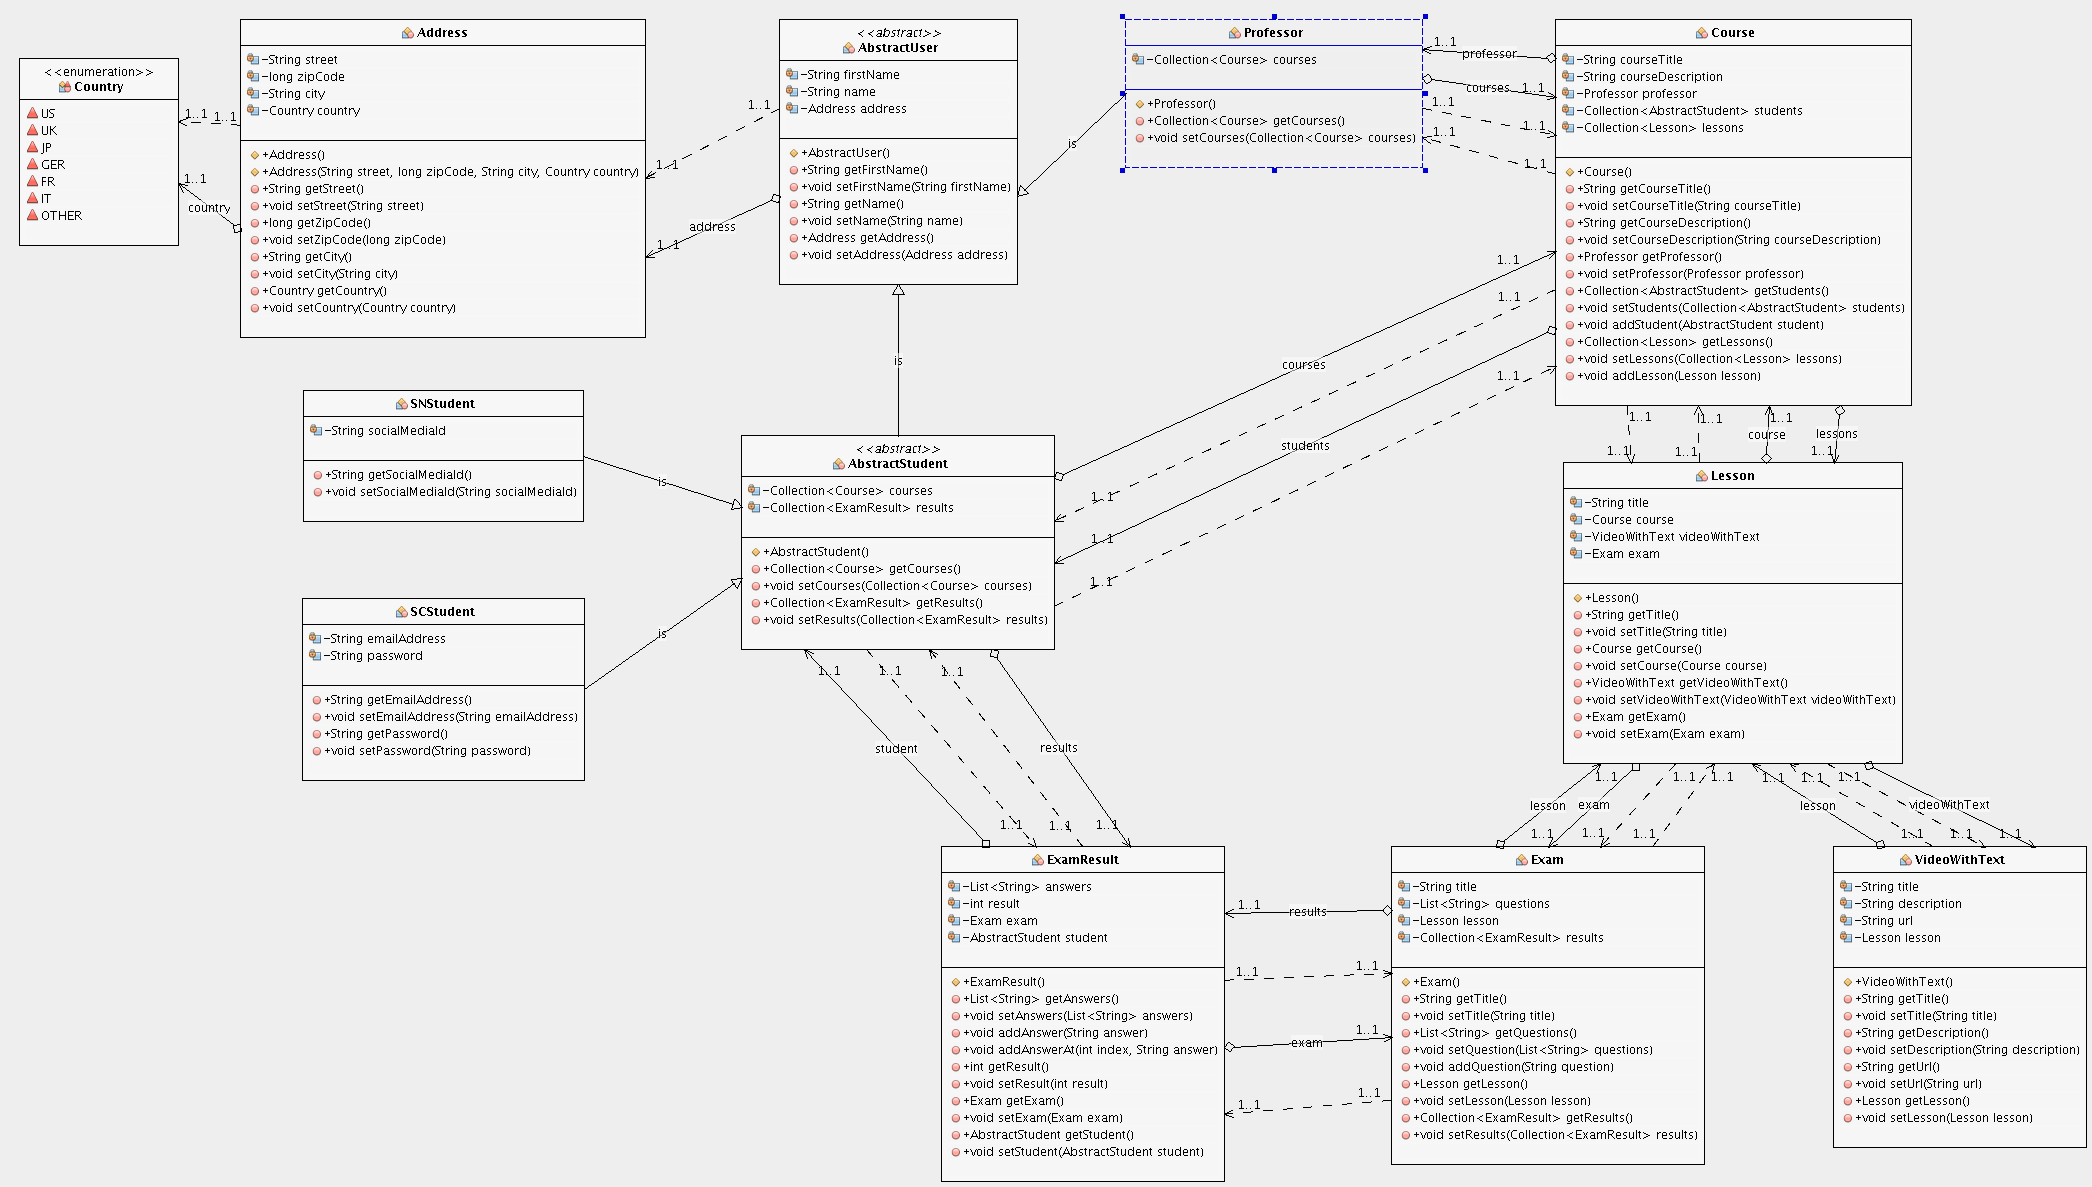 <<enumeration>>
Country
US
UK
JP
GER
FR
IT
OTHER
1..1
1..1
1..1
country
Address
-String street
-long zipCode
-String city
-Country country
+Address()
+Address(String street, long zipCode, String city, Country country)
+String getStreet()
+void setStreet(String street)
+long getZipCode()
+void setZipCode(long zipCode)
+String getCity()
+void setCity(String city)
+Country getCountry()
+void setCountry(Country country)
1..1
1..1
address
1..1
<<abstract>>
AbstractUser
-String firstName
-String name
-Address address
+AbstractUser()
+String getFirstName()
+void setFirstName(String firstName)
+String getName()
+void setName(String name)
+Address getAddress()
+void setAddress(Address address)
is
is
Professor
-Collection<Course> courses
+Professor()
+Collection<Course> getCourses()
+void setCourses(Collection<Course> courses)
1..1
professor
courses
1..1
1..1
1..1
1..1
1..1
Course
-String courseTitle
-String courseDescription
-Professor professor
-Collection<AbstractStudent> students
-Collection<Lesson> lessons
+Course()
+String getCourseTitle()
+void setCourseTitle(String courseTitle)
+String getCourseDescription()
+void setCourseDescription(String courseDescription)
+Professor getProfessor()
+void setProfessor(Professor professor)
+Collection<AbstractStudent> getStudents()
+void setStudents(Collection<AbstractStudent> students)
+void addStudent(AbstractStudent student)
+Collection<Lesson> getLessons()
+void setLessons(Collection<Lesson> lessons)
+void addLesson(Lesson lesson)
1..1
1..1
courses
1..1
students
1..1
1..1
1..1
SNStudent
-String socialMediaId
+String getSocialMediaId()
+void setSocialMediaId(String socialMediaId)
is
SCStudent
-String emailAddress
-String password
+String getEmailAddress()
+void setEmailAddress(String emailAddress)
+String getPassword()
+void setPassword(String password)
is
<<abstract>>
AbstractStudent
-Collection<Course> courses
-Collection<ExamResult> results
+AbstractStudent()
+Collection<Course> getCourses()
+void setCourses(Collection<Course> courses)
+Collection<ExamResult> getResults()
+void setResults(Collection<ExamResult> results)
1..1
1..1
1..1
course
lessons
1..1
1..1
1..1
Lesson
-String title
-Course course
-VideoWithText videoWithText
-Exam exam
+Lesson()
+String getTitle()
+void setTitle(String title)
+Course getCourse()
+void setCourse(Course course)
+VideoWithText getVideoWithText()
+void setVideoWithText(VideoWithText videoWithText)
+Exam getExam()
+void setExam(Exam exam)
1..1
1..1
1..1
student
results
1..1
1..1
1..1
1..1
1..1
1..1
1..1
1..1
1..1
lesson
exam
lesson
videoWithText
1..1
1..1
1..1
1..1
1..1
1..1
ExamResult
-List<String> answers
-int result
-Exam exam
-AbstractStudent student
+ExamResult()
+List<String> getAnswers()
+void setAnswers(List<String> answers)
+void addAnswer(String answer)
+void addAnswerAt(int index, String answer)
+int getResult()
+void setResult(int result)
+Exam getExam()
+void setExam(Exam exam)
+AbstractStudent getStudent()
+void setStudent(AbstractStudent student)
1..1
results
1..1
1..1
1..1
exam
1..1
1..1
Exam
-String title
-List<String> questions
-Lesson lesson
-Collection<ExamResult> results
+Exam()
+String getTitle()
+void setTitle(String title)
+List<String> getQuestions()
+void setQuestion(List<String> questions)
+void addQuestion(String question)
+Lesson getLesson()
+void setLesson(Lesson lesson)
+Collection<ExamResult> getResults()
+void setResults(Collection<ExamResult> results)
VideoWithText
-String title
-String description
-String url
-Lesson lesson
+VideoWithText()
+String getTitle()
+void setTitle(String title)
+String getDescription()
+void setDescription(String description)
+String getUrl()
+void setUrl(String url)
+Lesson getLesson()
+void setLesson(Lesson lesson)